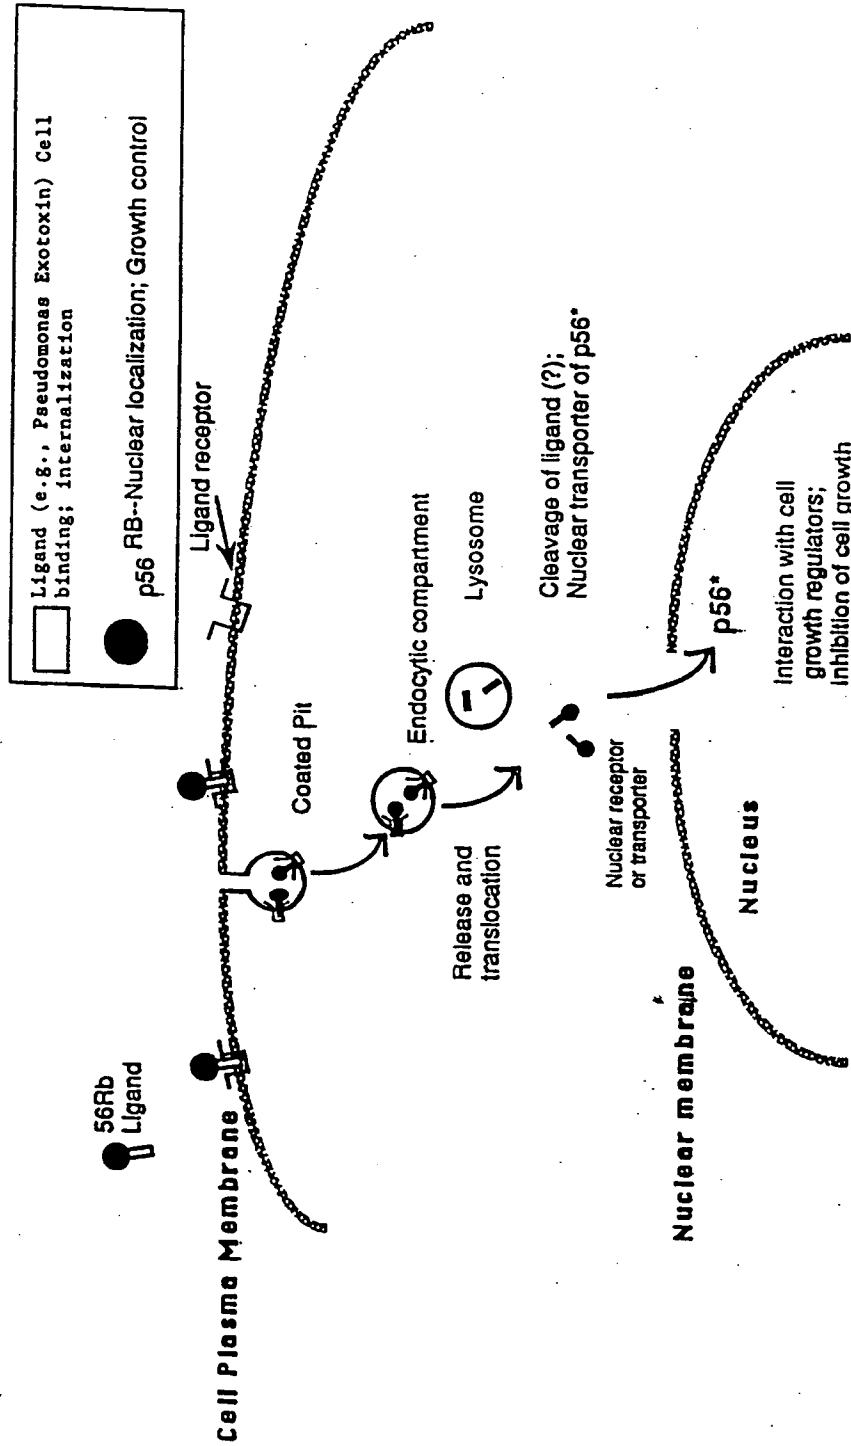 Ligand (e.g., Pseudomonas Exotoxin) Cell
binding; internalization
p56 RB--Nuclear localization; Growth control
56Rb
Ligand
Ligand receptor
Cell Plasma Membrane
Coated Pit
Endocytic compartment
Lysosome
Release and
translocation
Cleavage of ligand (?);
Nuclear transporter of p56*
Nuclear receptor
or transporter
Nuclear membrane
p56*
Nucleus
Interaction with cell
growth regulators;
Inhibition of cell growth